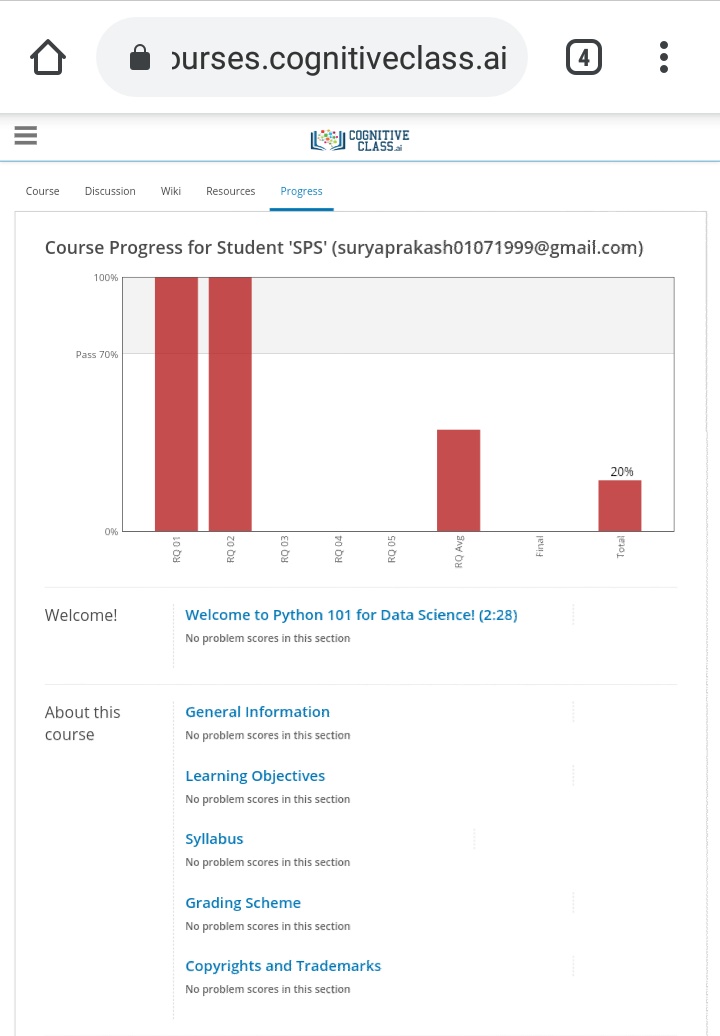 ourses.cognitiveclass.ai
4
COGNITIVE
CLASS.ai
Course Discussion Wiki Resources Progress
Course Progress for Student 'SPS' (suryaprakash01071999@gmail.com)
100%
Pass 70%
20%
0%
RQ 01 RQ 02 RQ 03 RQ 04 RQ 05 RQ Avg Final Total
Welcome!
Welcome to Python 101 for Data Science! (2:28)
No problem scores in this section
About this
course
General Information
No problem scores in this section
Learning Objectives
No problem scores in this section
Syllabus
No problem scores in this section
Grading Scheme
No problem scores in this section
Copyrights and Trademarks
No problem scores in this section